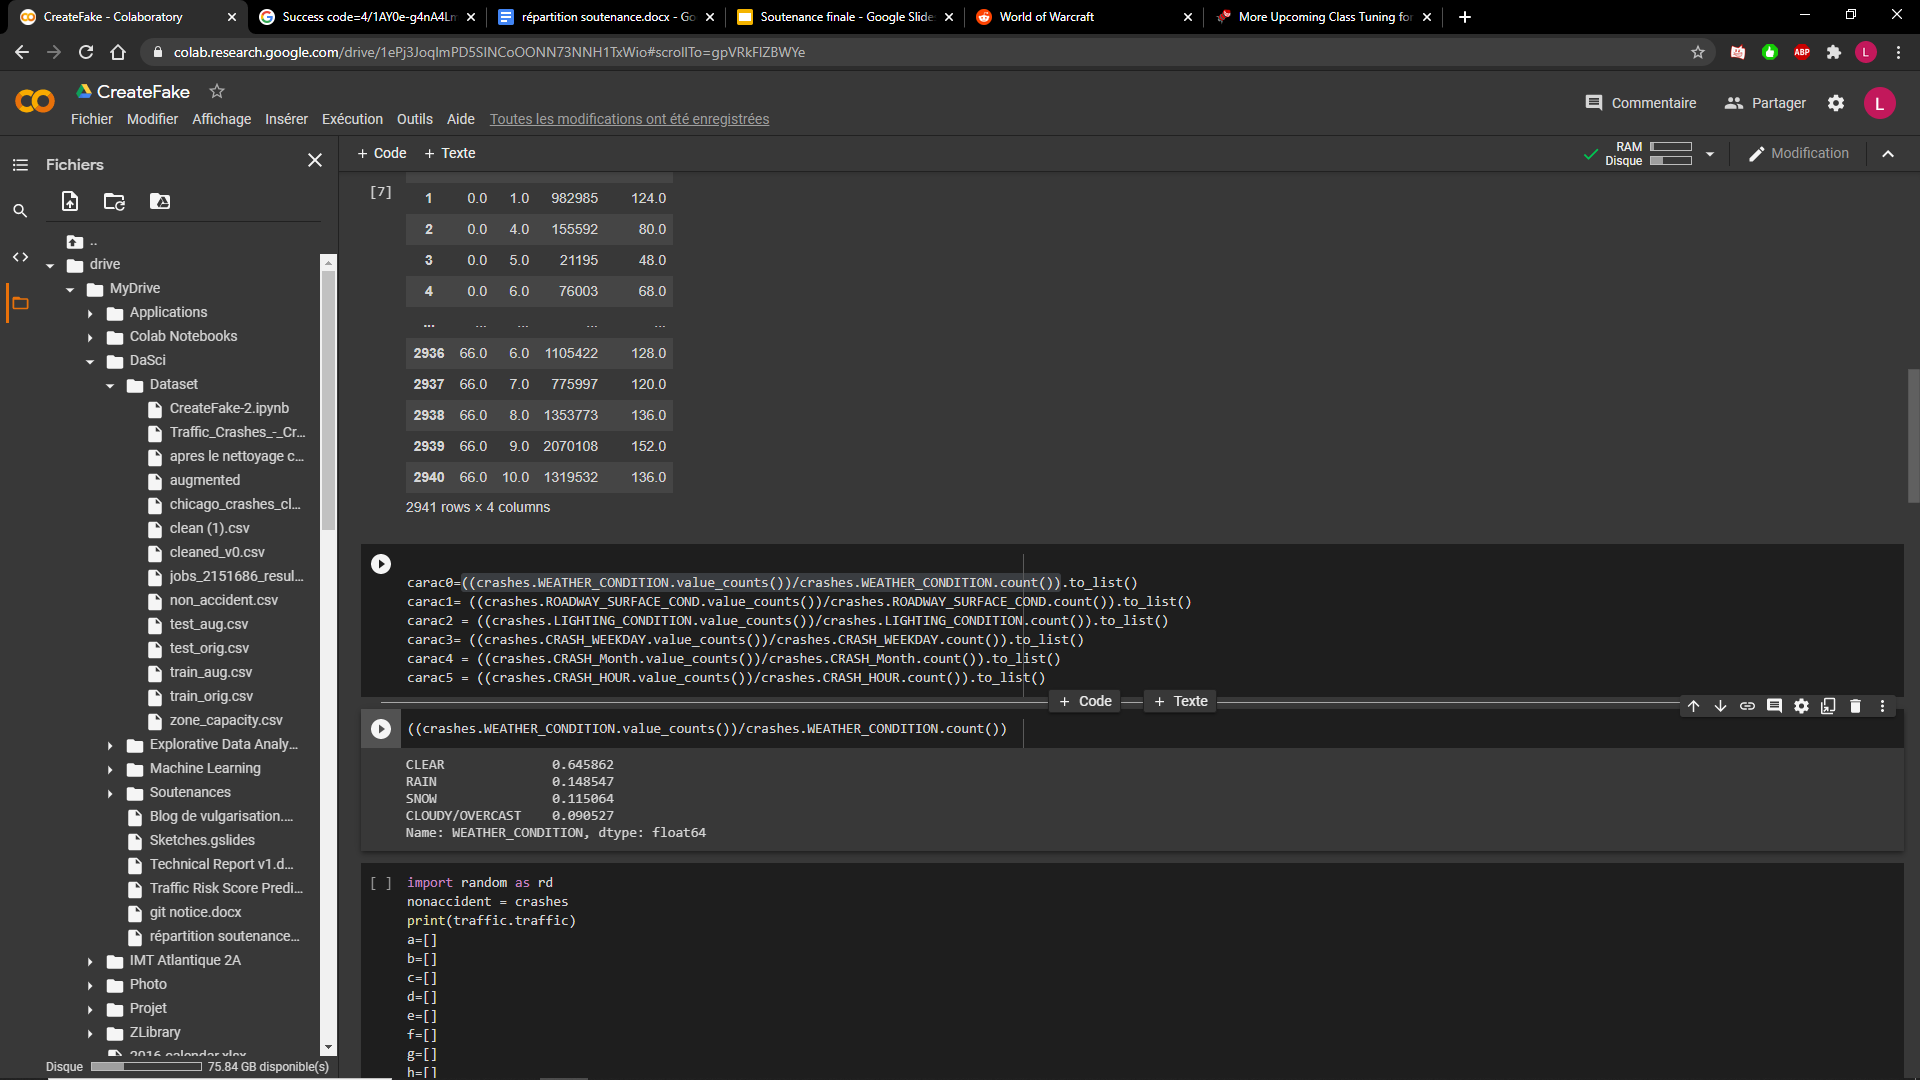 CreateFake - Colaboratory
Success code=4/1AY0e-g4nA4Lm
répartition soutenance.docx - Go
Soutenance finale - Google Slide
World of Warcraft
More Upcoming Class Tuning for
colab.research.google.com/drive/1ePj3JoqlmPD5SlNCoOONN73NNH1TxWio#scrollTo=gpVRkFlZBWYe
ABP
L
CreateFake
Commentaire
Partager
L
Fichier Modifier Affichage Insérer Exécution Outils Aide Toutes les modifications ont été enregistrées
Fichiers
+ Code + Texte
RAM
Disque
Modification
..
drive
MyDrive
Applications
Colab Notebooks
DaSci
Dataset
CreateFake-2.ipynb
Traffic_Crashes_-_Cr...
apres le nettoyage c...
augmented
chicago_crashes_cl...
clean (1).csv
cleaned_v0.csv
jobs_2151686_resul...
non_accident.csv
test_aug.csv
test_orig.csv
train_aug.csv
train_orig.csv
zone_capacity.csv
Explorative Data Analy...
Machine Learning
Soutenances
Blog de vulgarisation....
Sketches.gslides
Technical Report v1.d...
Traffic Risk Score Predi...
git notice.docx
répartition soutenance...
IMT Atlantique 2A
Photo
Projet
ZLibrary
2016 calendar.xlsx
Disque 75.84 GB disponible(s)
[7]
1 0.0 1.0 982985 124.0
2 0.0 4.0 155592 80.0
3 0.0 5.0 21195 48.0
4 0.0 6.0 76003 68.0
... ... ... ... ...
2936 66.0 6.0 1105422 128.0
2937 66.0 7.0 775997 120.0
2938 66.0 8.0 1353773 136.0
2939 66.0 9.0 2070108 152.0
2940 66.0 10.0 1319532 136.0
2941 rows × 4 columns
carac0=((crashes.WEATHER_CONDITION.value_counts())/crashes.WEATHER_CONDITION.count()).to_list()
carac1= ((crashes.ROADWAY_SURFACE_COND.value_counts())/crashes.ROADWAY_SURFACE_COND.count()).to_list()
carac2 = ((crashes.LIGHTING_CONDITION.value_counts())/crashes.LIGHTING_CONDITION.count()).to_list()
carac3= ((crashes.CRASH_WEEKDAY.value_counts())/crashes.CRASH_WEEKDAY.count()).to_list()
carac4 = ((crashes.CRASH_Month.value_counts())/crashes.CRASH_Month.count()).to_list()
carac5 = ((crashes.CRASH_HOUR.value_counts())/crashes.CRASH_HOUR.count()).to_list()
+ Code + Texte
((crashes.WEATHER_CONDITION.value_counts())/crashes.WEATHER_CONDITION.count())
CLEAR 0.645862
RAIN 0.148547
SNOW 0.115064
CLOUDY/OVERCAST 0.090527
Name: WEATHER_CONDITION, dtype: float64
[ ] import random as rd
nonaccident = crashes
print(traffic.traffic)
a=[]
b=[]
c=[]
d=[]
e=[]
f=[]
g=[]
h=[]